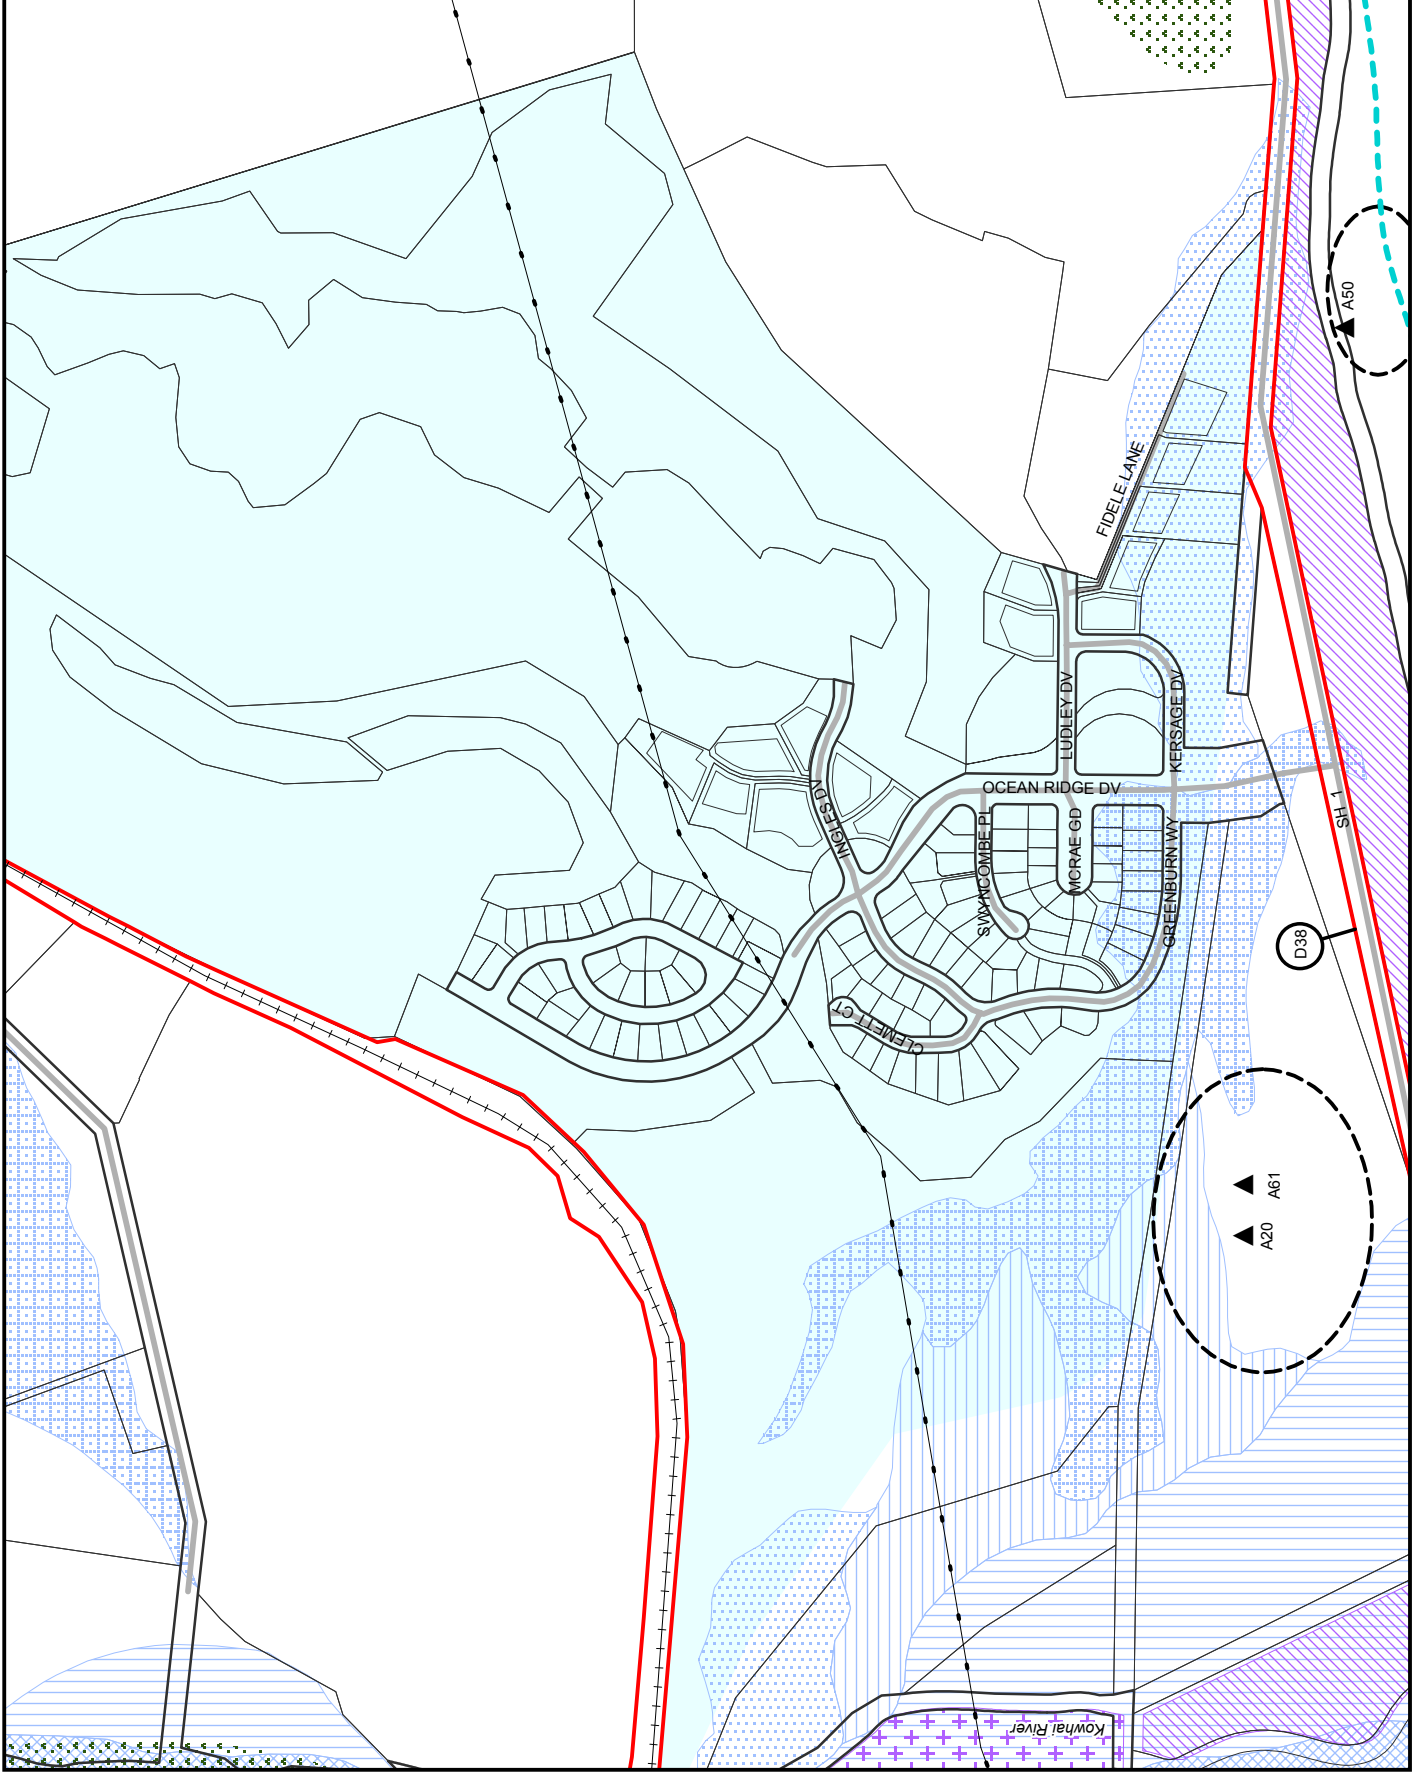 A50
FIDELE LANE
LUDLEY DV
KERSAGE DV
OCEAN RIDGE DV
INGLES DV
SWYNCOMBE PL
MCRAE GD
GREENBURN WY
SH 1
D38
CLEMETT CT
A61
A20
Kowhai River